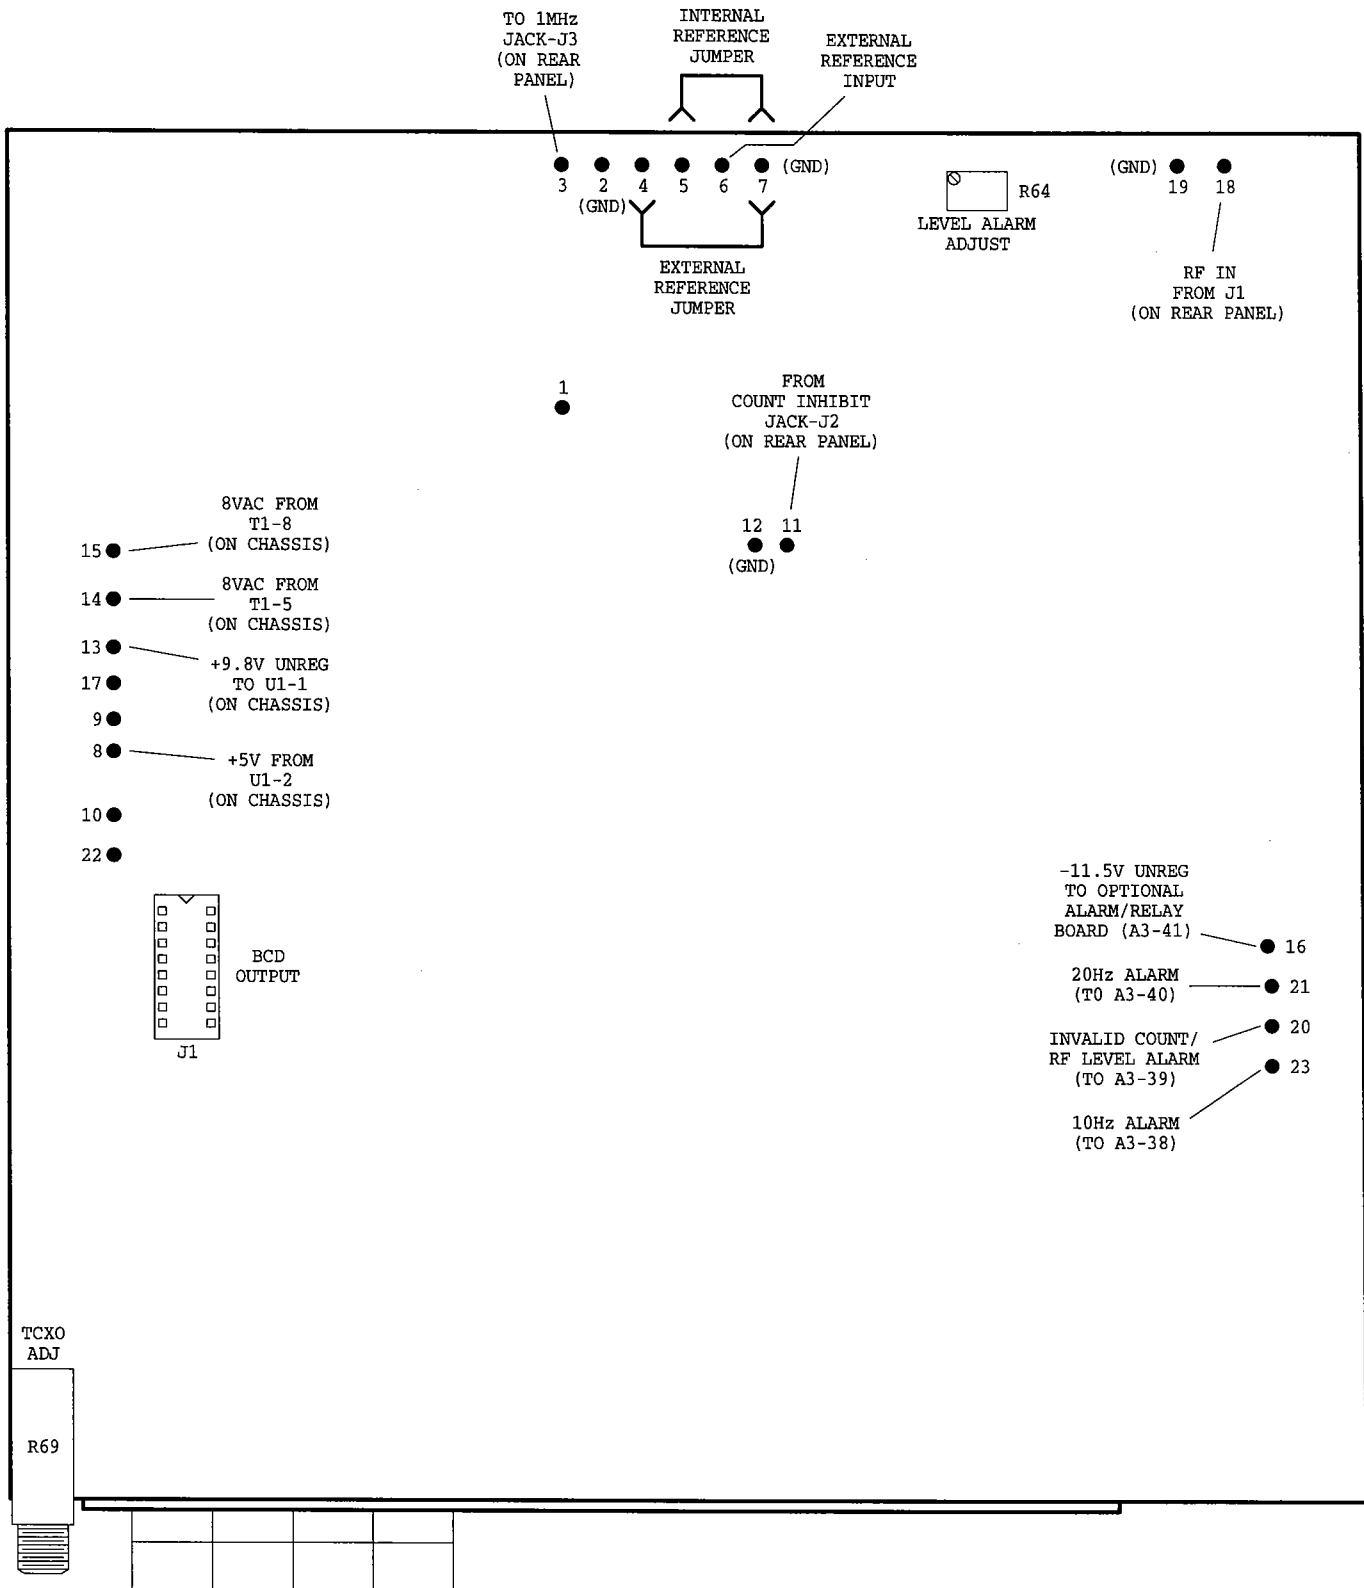 TO 1MHz
JACK-J3
(ON REAR
PANEL)
INTERNAL
REFERENCE
JUMPER
EXTERNAL
REFERENCE
INPUT
3
2
4
5
6
7
(GND)
(GND)
EXTERNAL
REFERENCE
JUMPER
R64
LEVEL ALARM
ADJUST
(GND)
19
18
RF IN
FROM J1
(ON REAR PANEL)
1
FROM
COUNT INHIBIT
JACK-J2
(ON REAR PANEL)
12
11
(GND)
8VAC FROM
T1-8
(ON CHASSIS)
15
8VAC FROM
T1-5
(ON CHASSIS)
14
13
+9.8V UNREG
TO U1-1
(ON CHASSIS)
17
9
8
+5V FROM
U1-2
(ON CHASSIS)
10
22
BCD
OUTPUT
J1
-11.5V UNREG
TO OPTIONAL
ALARM/RELAY
BOARD (A3-41)
16
20Hz ALARM
(TO A3-40)
21
20
INVALID COUNT/
RF LEVEL ALARM
(TO A3-39)
23
10Hz ALARM
(TO A3-38)
TCXO
ADJ
R69